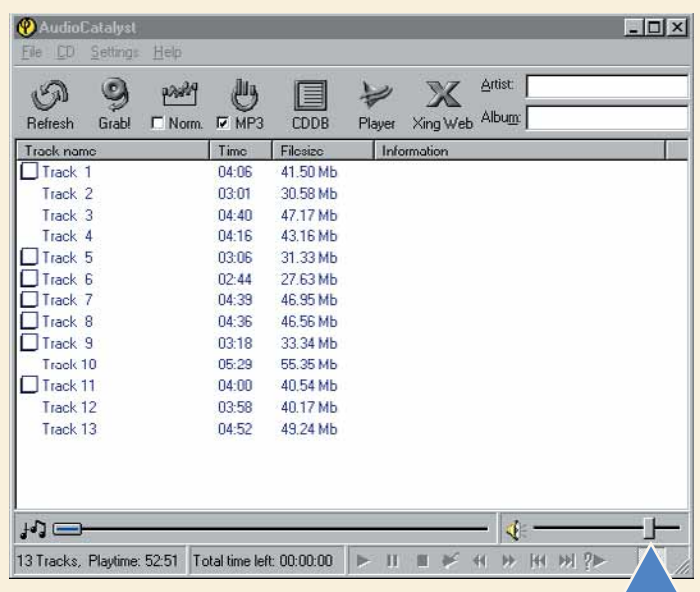 AudioCatalyst
File CD Settings Help
Refresh Grab! Norm. MP3 CDDB Player Xing Web Artist:
Album:
Track name Time Filesize Information
Track 1 04:06 41.50 Mb
Track 2 03:01 30.58 Mb
Track 3 04:40 47.17 Mb
Track 4 04:16 43.16 Mb
Track 5 03:06 31.33 Mb
Track 6 02:44 27.63 Mb
Track 7 04:39 46.95 Mb
Track 8 04:36 46.56 Mb
Track 9 03:18 33.34 Mb
Track 10 05:29 55.35 Mb
Track 11 04:00 40.54 Mb
Track 12 03:58 40.17 Mb
Track 13 04:52 49.24 Mb
13 Tracks, Playtime: 52:51 Total time left: 00:00:00